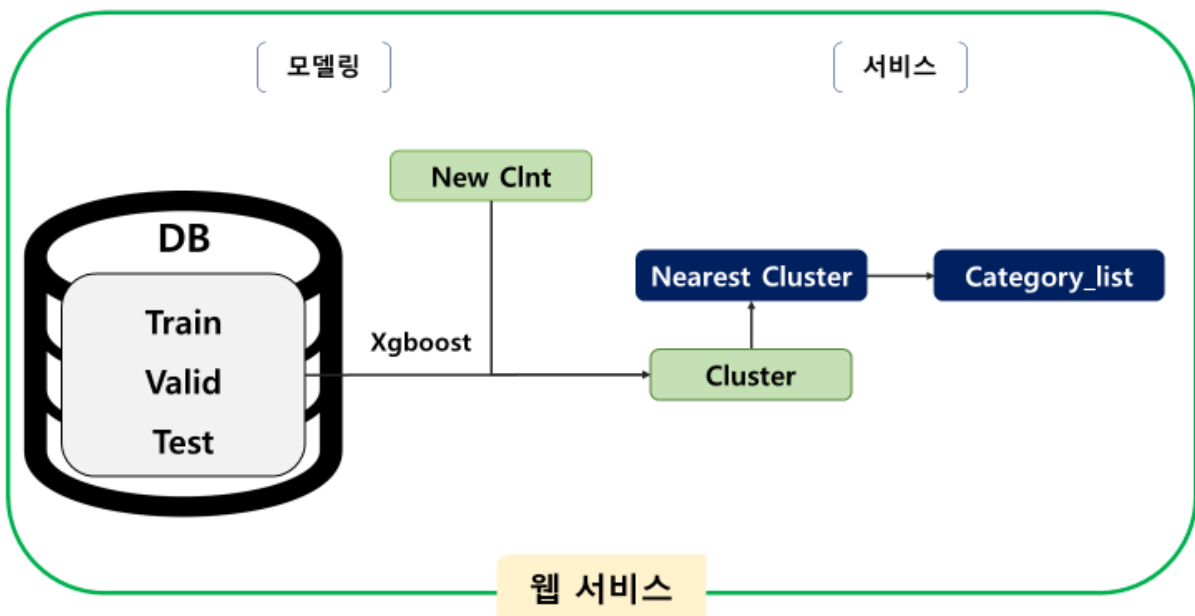 모델링
서비스
New Clnt
DB
Train
Valid
Test
Xgboost
Nearest Cluster
Category_list
Cluster
웹 서비스